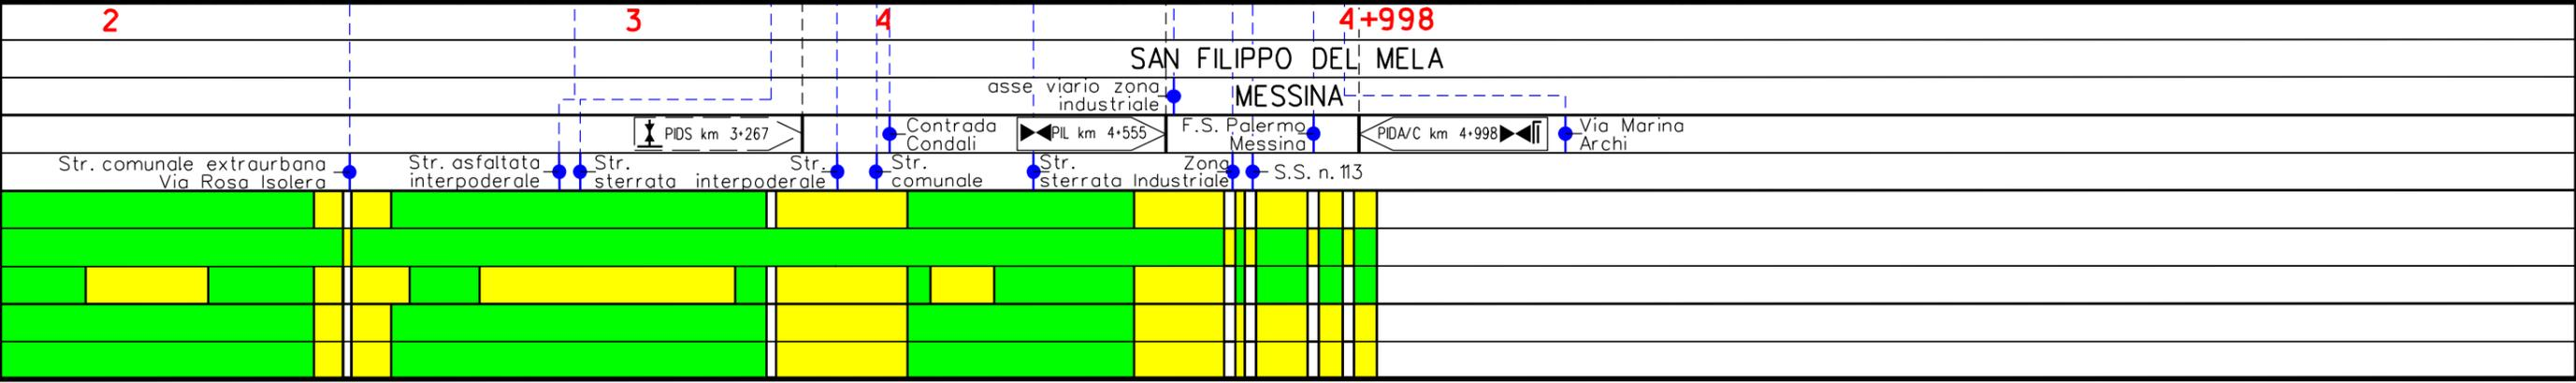 2 3 4 4+998
SAN FILIPPO DEL MELA
asse viario zona
industriale
MESSINA
PIDS km 3+267
Contrada
Condali
PIL km 4+555
F.S. Palermo
Messina
PIDA/C km 4+998
Via Marina
Archi
Str. comunale extraurbana
Via Rosa Isolera
Str. asfaltata
interpoderale
Str.
sterrata
Str.
interpoderale
Str.
comunale
Str.
sterrata
Zona
Industriale
S.S. n. 113